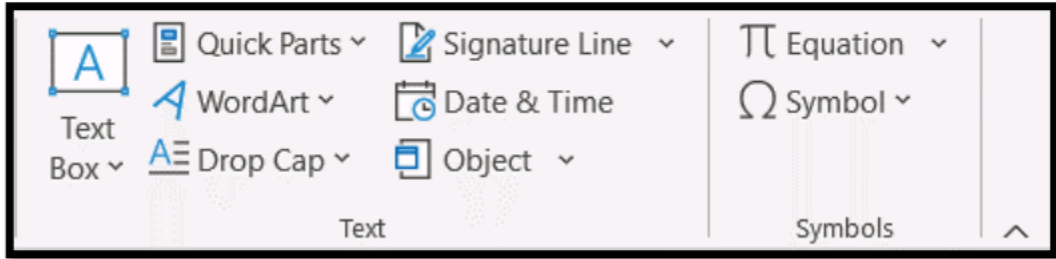 A
Text
Box
Quick Parts
WordArt
A Drop Cap
Signature Line
Date & Time
Object
Text
π Equation
Ω Symbol
Symbols